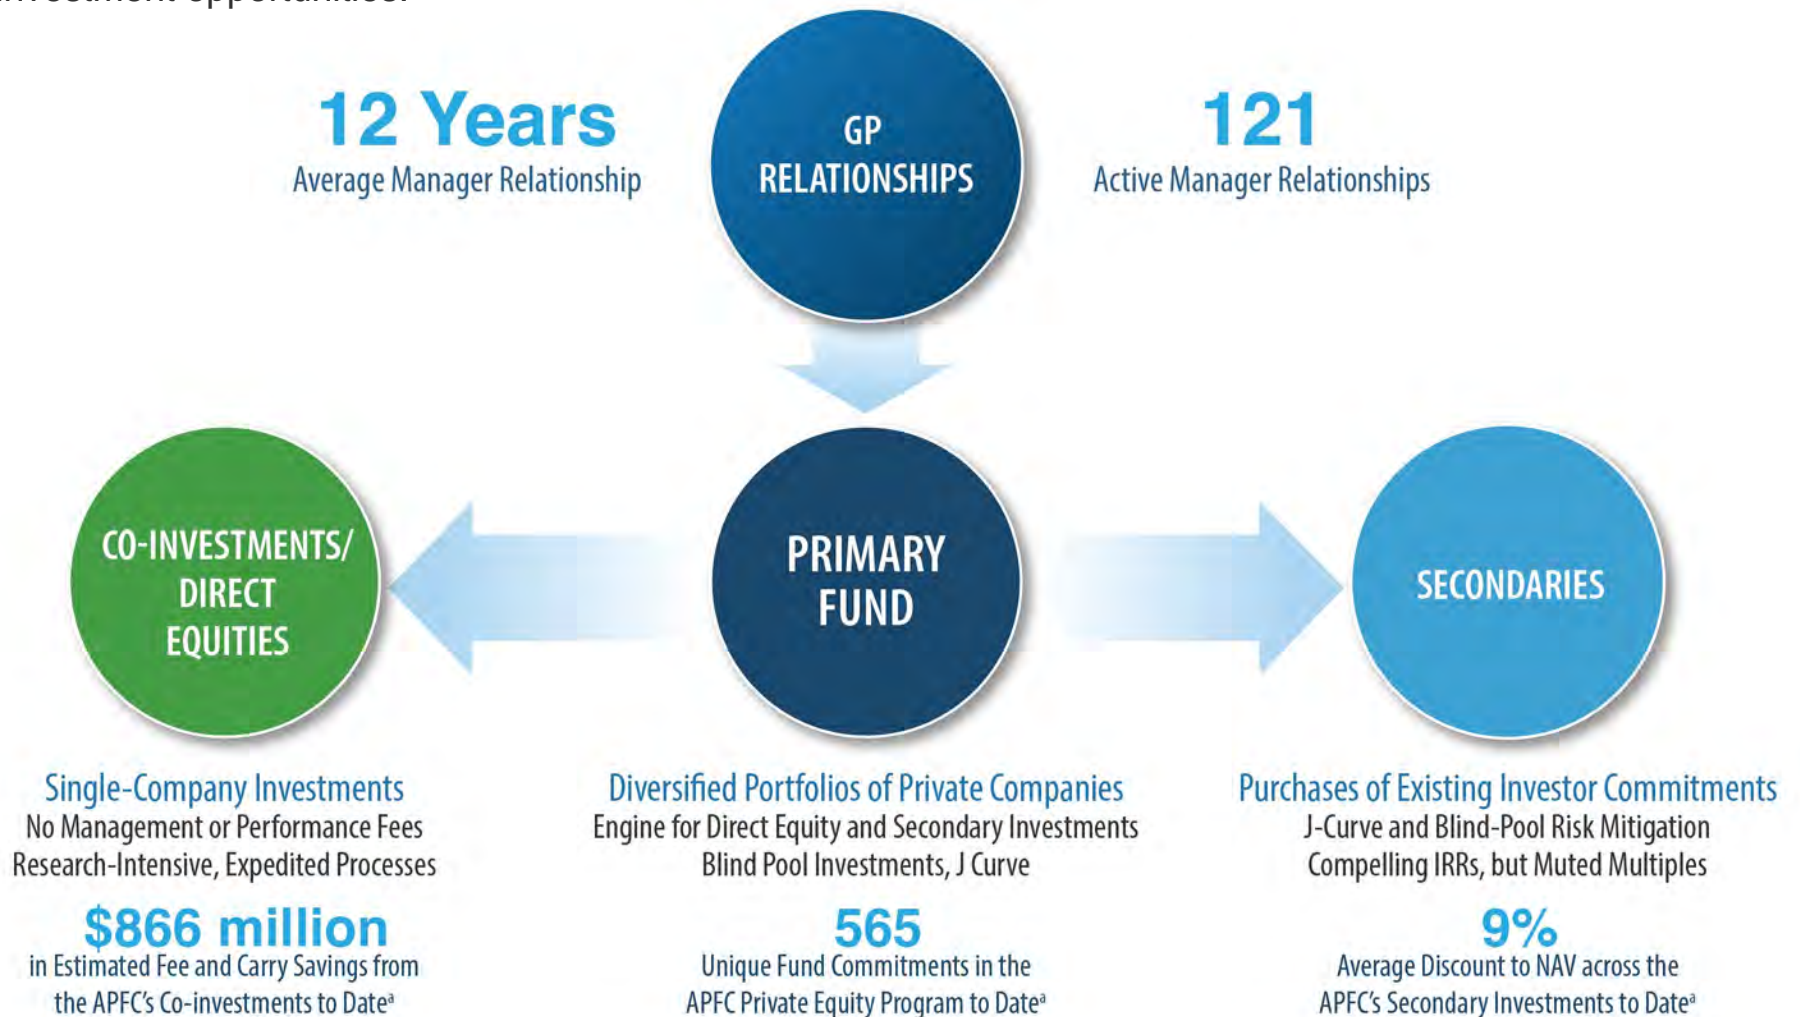 investment opportunities.
12 Years
Average Manager Relationship
GP
RELATIONSHIPS
121
Active Manager Relationships
CO-INVESTMENTS/
DIRECT
EQUITIES
PRIMARY
FUND
SECONDARIES
Single-Company Investments
No Management or Performance Fees
Research-Intensive, Expedited Processes
$866 million
in Estimated Fee and Carry Savings from
the APFC's Co-investments to Dateᵃ
Diversified Portfolios of Private Companies
Engine for Direct Equity and Secondary Investments
Blind Pool Investments, J Curve
565
Unique Fund Commitments in the
APFC Private Equity Program to Dateᵃ
Purchases of Existing Investor Commitments
J-Curve and Blind-Pool Risk Mitigation
Compelling IRRs, but Muted Multiples
9%
Average Discount to NAV across the
APFC's Secondary Investments to Dateᵃ